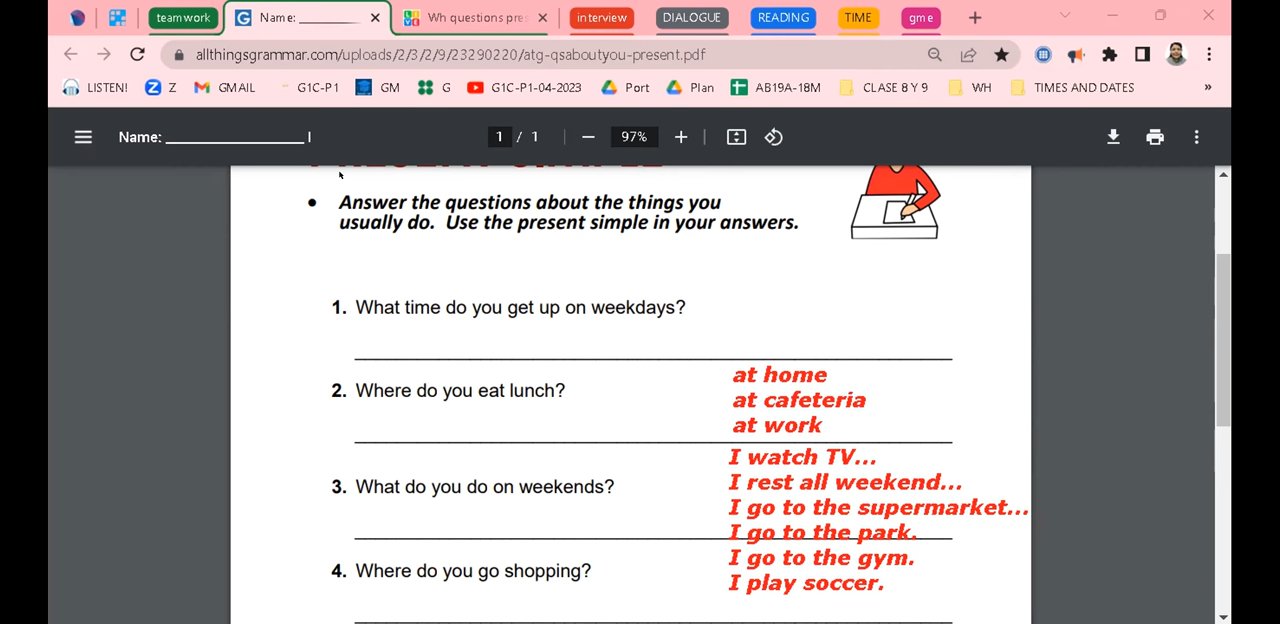 teamwork
Name: ________
Wh questions pre
interview
DIALOGUE
READING
TIME
gme
allthingsgrammar.com/uploads/2/3/2/9/23290220/atg-qsaboutyou-present.pdf
LISTEN!
Z
GMAIL
G1C-P1
GM
G
G1C-P1-04-2023
Port
Plan
AB19A-18M
CLASE 8 Y 9
WH
TIMES AND DATES
»
Name: __________________ I
1 / 1
97%
• Answer the questions about the things you
usually do. Use the present simple in your answers.
1. What time do you get up on weekdays?
at home
2. Where do you eat lunch?
at cafeteria
at work
I watch TV...
I rest all weekend...
3. What do you do on weekends?
I go to the supermarket...
I go to the park.
I go to the gym.
4. Where do you go shopping?
I play soccer.